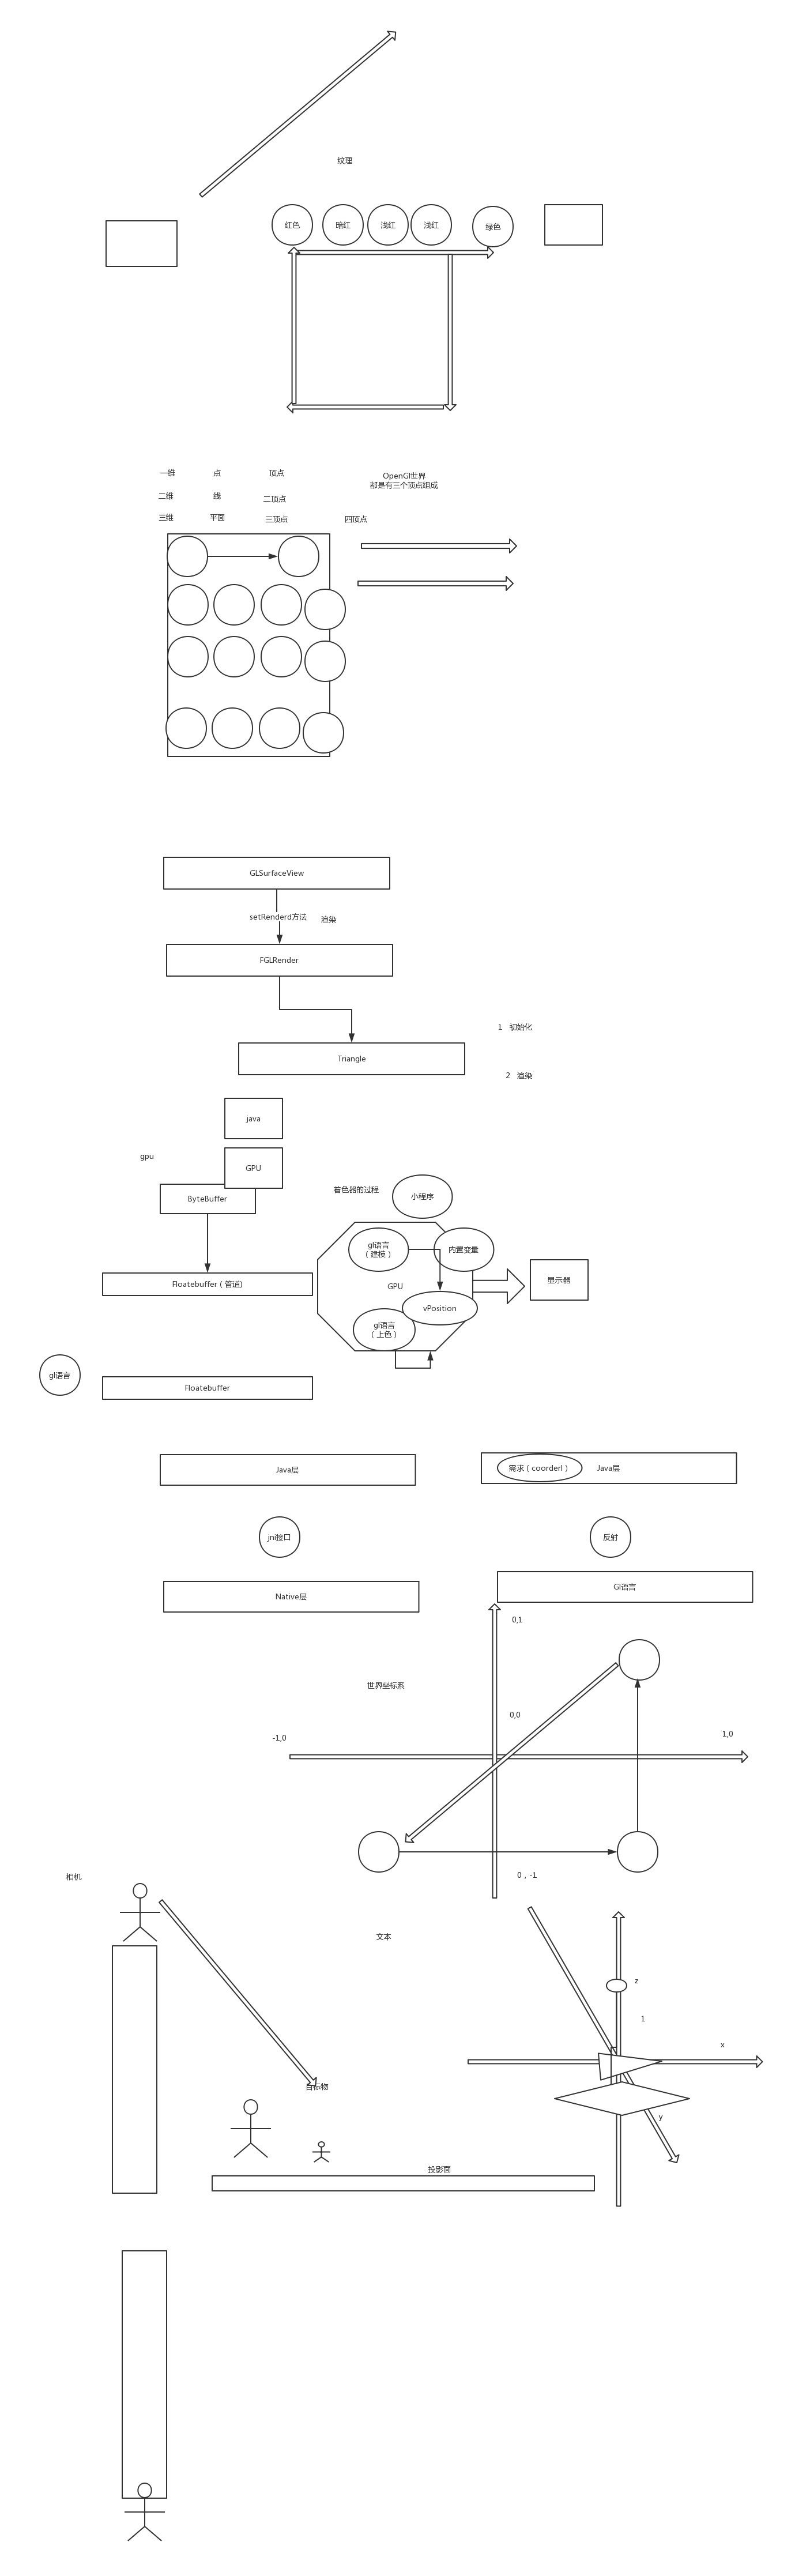 纹理
红色
暗红
浅红
浅红
绿色
一维 点 顶点
二维 线 二顶点
三维 平面 三顶点 四顶点
OpenGl世界
都是有三个顶点组成
GLSurfaceView
setRenderd方法 渲染
FGLRender
Triangle
1 初始化
2 渲染
java
gpu
GPU
ByteBuffer
着色器的过程
小程序
gl语言
（建模）
内置变量
GPU
显示器
Floatebuffer（管道)
vPosition
gl语言
（上色）
gl语言
Floatebuffer
Java层
需求（coorderl）
Java层
jni接口
反射
Native层
Gl语言
0,1
世界坐标系
0,0
-1,0
1,0
0，-1
相机
文本
z
1
x
目标物
y
投影面